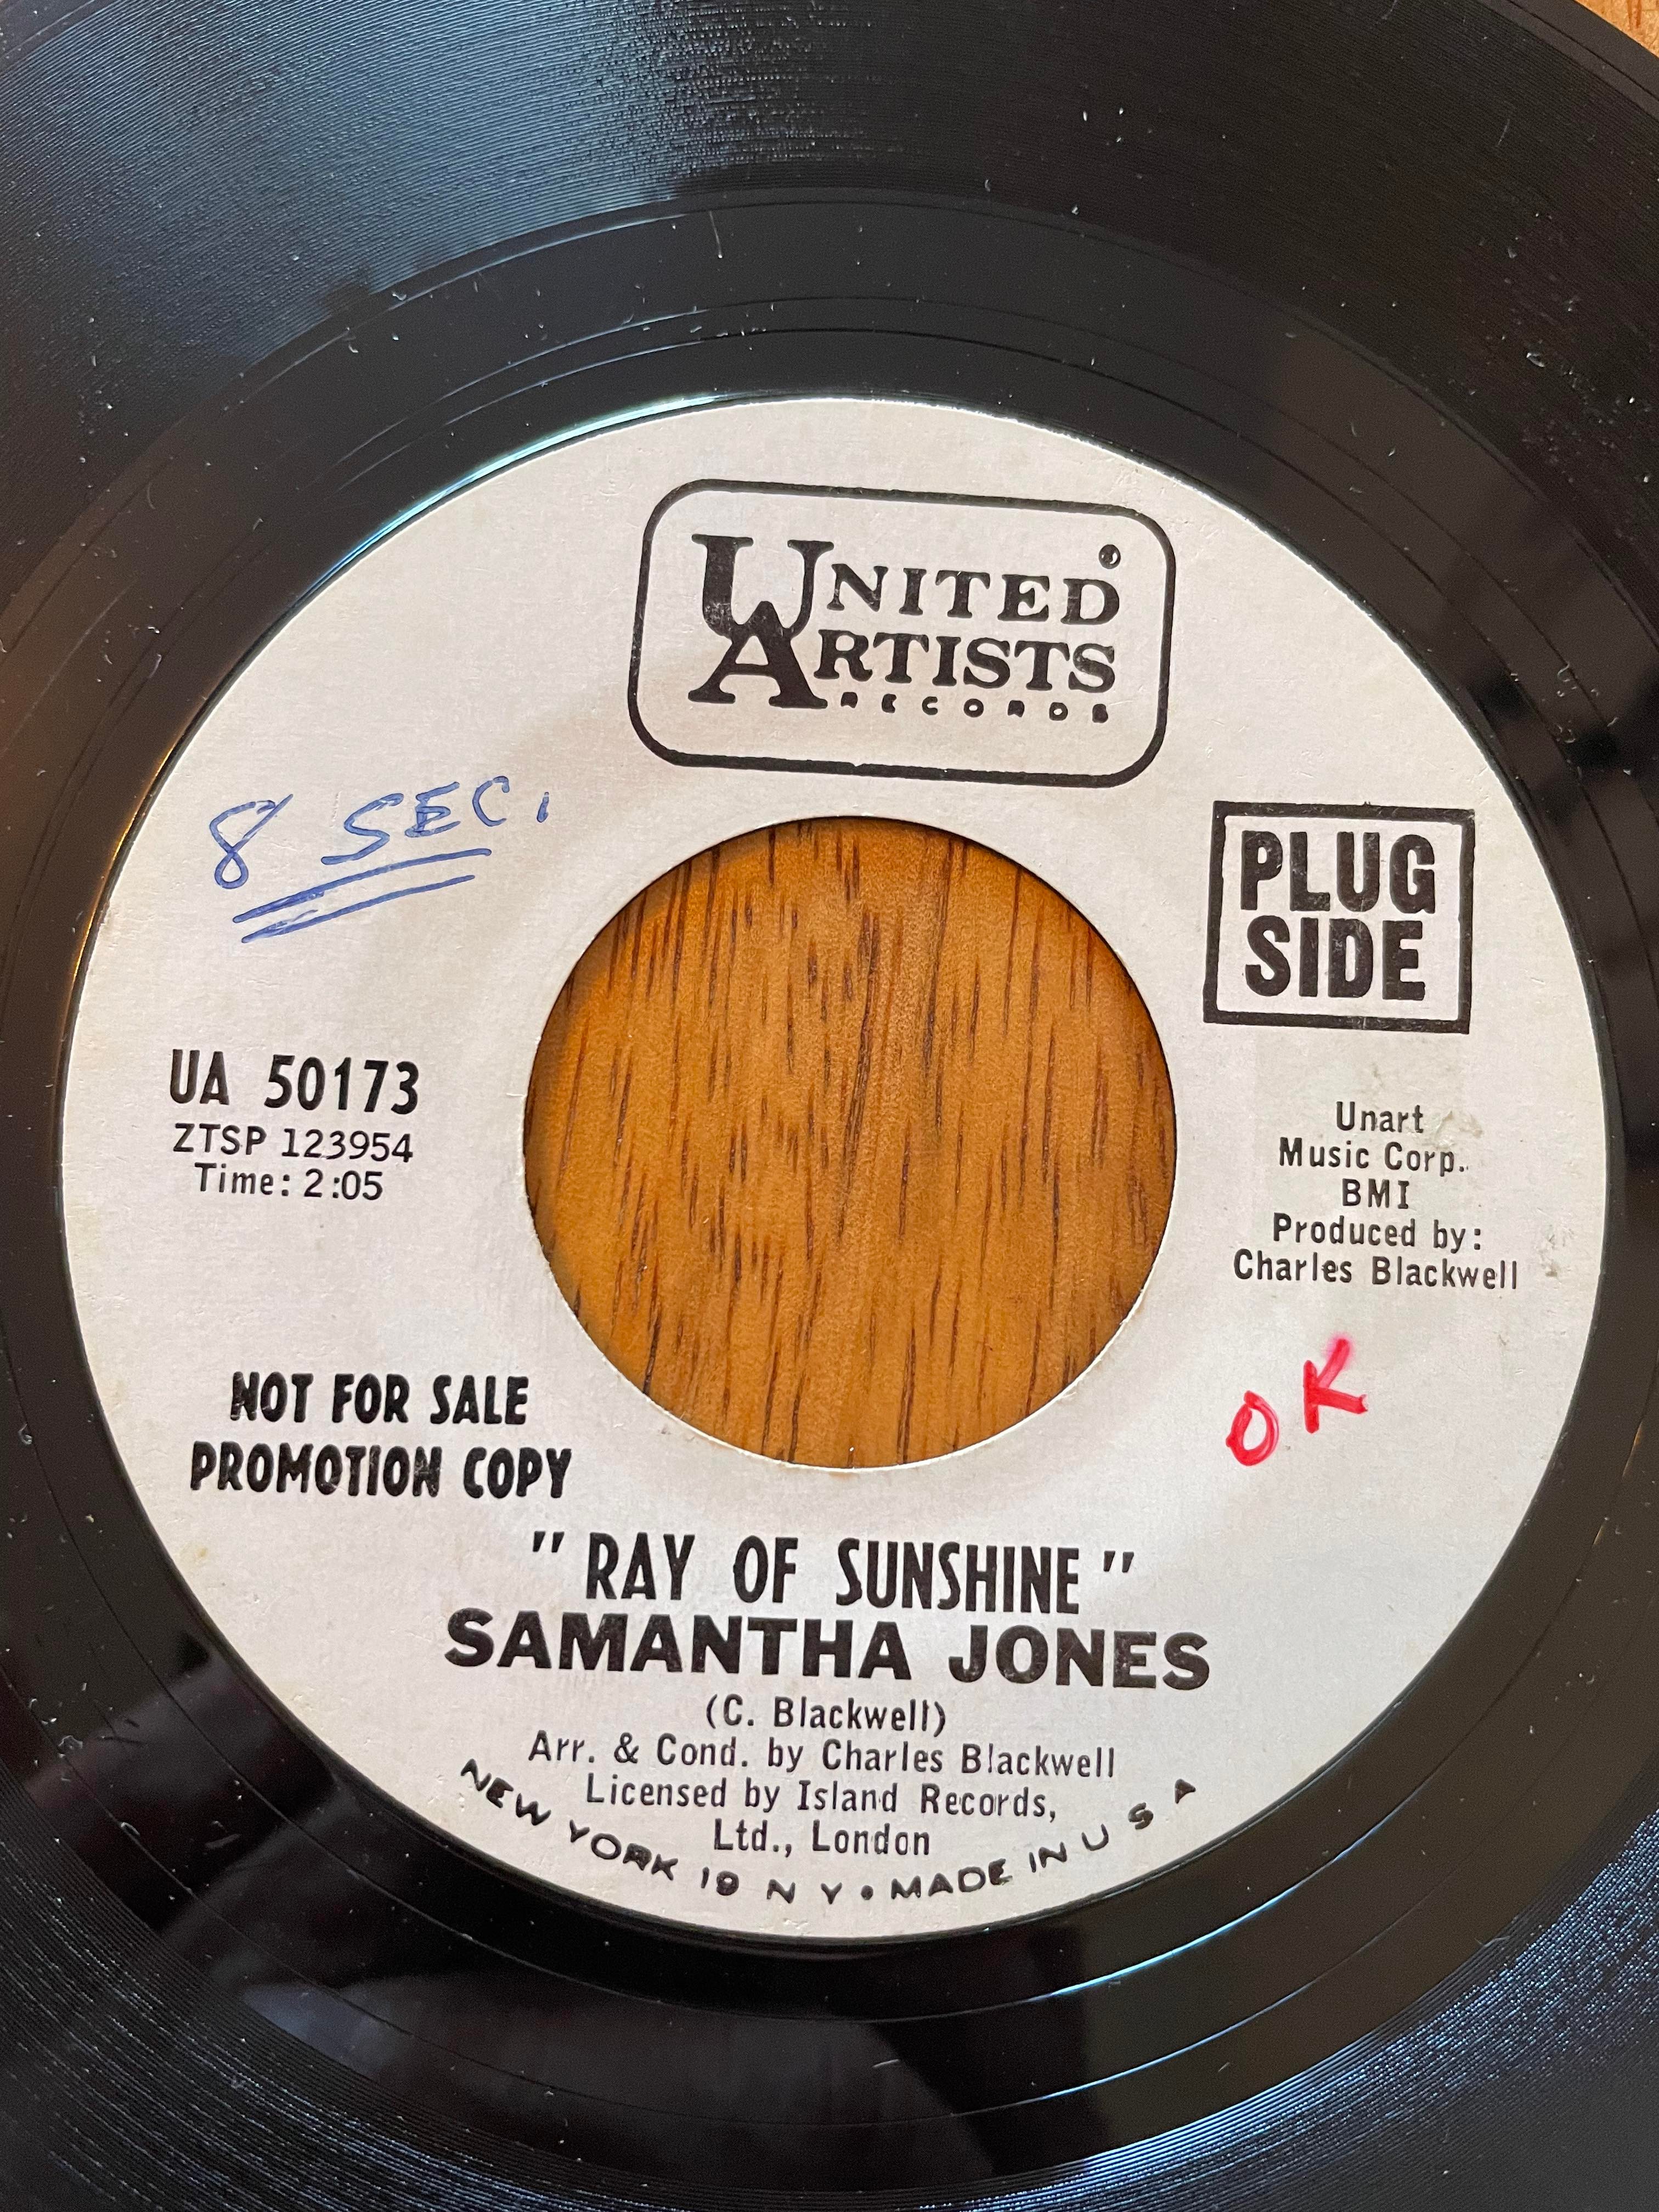 UNITED®
ARTISTS
RECORDS
8 SEC.
PLUG
SIDE
UA 50173
ZTSP 123954
Time: 2:05
Unart
Music Corp.
BMI
Produced by:
Charles Blackwell
OK
NOT FOR SALE
PROMOTION COPY
"RAY OF SUNSHINE"
SAMANTHA JONES
(C. Blackwell)
Arr. & Cond. by Charles Blackwell
Licensed by Island Records,
Ltd., London
NEW YORK 19 N Y • MADE IN U S A